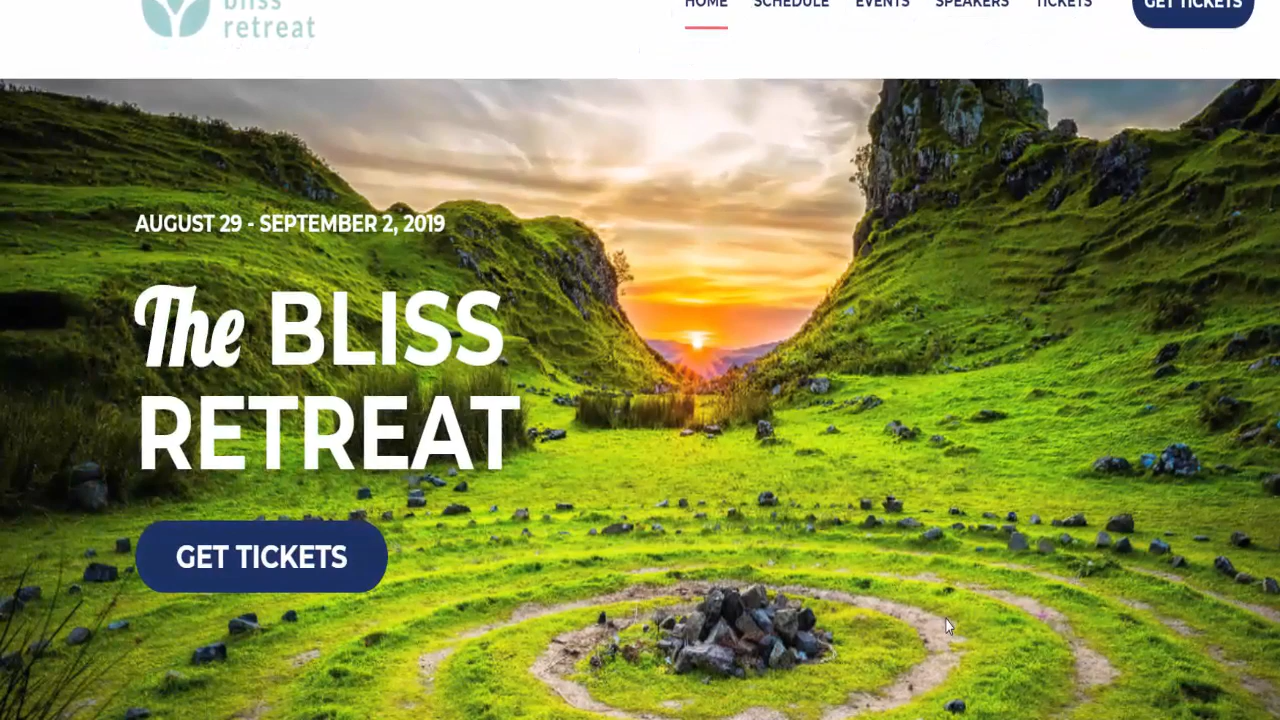 bliss
retreat
HOME SCHEDULE EVENTS SPEAKERS TICKETS GET TICKETS
AUGUST 29 - SEPTEMBER 2, 2019
The BLISS
RETREAT
GET TICKETS